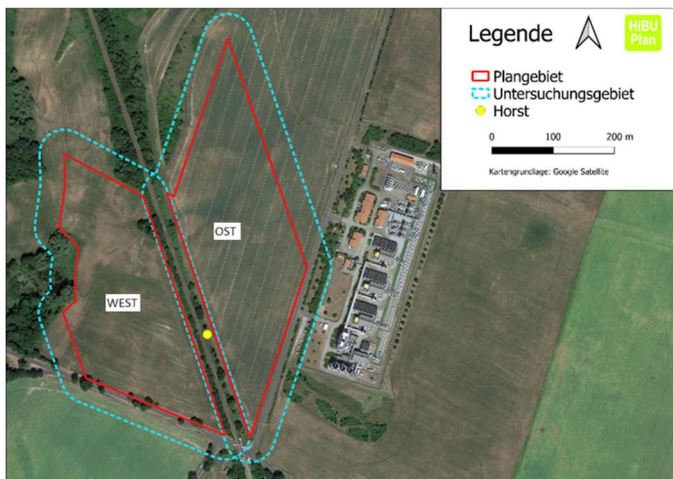 Legende
HiBU
Plan
Plangebiet
Untersuchungsgebiet
Horst
0 100 200 m
Kartengrundlage: Google Satellite
OST
WEST